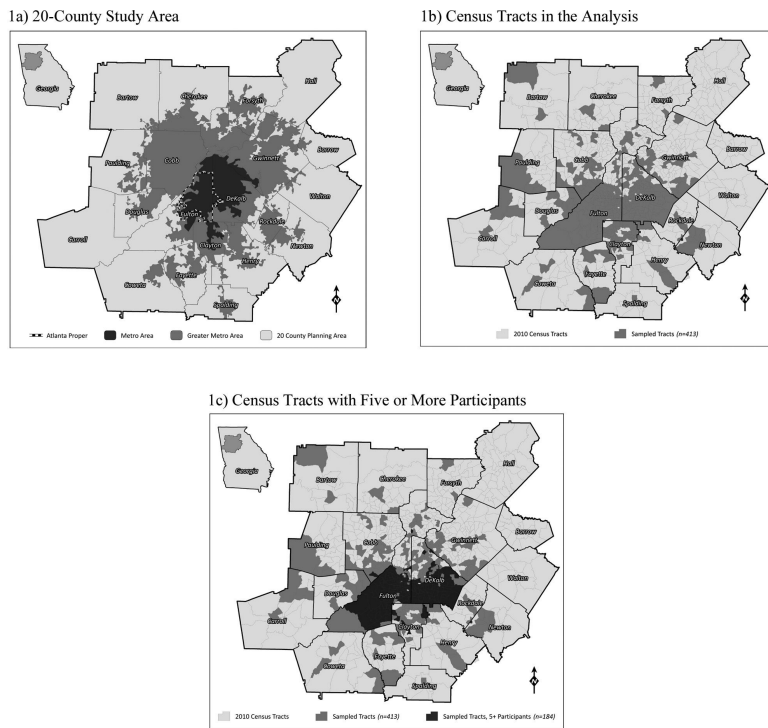 1a) 20-County Study Area
Georgia
Hall
Cherokee
Bartow
Forsyth
Paulding
Cobb
Gwinnett
Barrow
DeKalb
Walton
Douglas
Fulton
Rockdale
Carroll
Clayton
Newton
Henry
Fayette
Coweta
Spalding
N
Atlanta Proper
Metro Area
Greater Metro Area
20 County Planning Area
1b) Census Tracts in the Analysis
Georgia
Hall
Cherokee
Bartow
Forsyth
Paulding
Cobb
Gwinnett
Barrow
DeKalb
Walton
Douglas
Fulton
Rockdale
Carroll
Clayton
Newton
Henry
Fayette
Coweta
Spalding
N
2010 Census Tracts
Sampled Tracts (n=413)
1c) Census Tracts with Five or More Participants
Georgia
Hall
Cherokee
Bartow
Forsyth
Paulding
Cobb
Gwinnett
Barrow
DeKalb
Walton
Douglas
Fulton
Rockdale
Carroll
Clayton
Newton
Henry
Fayette
Coweta
Spalding
N
2010 Census Tracts
Sampled Tracts (n=413)
Sampled Tracts, 5+ Participants (n=184)